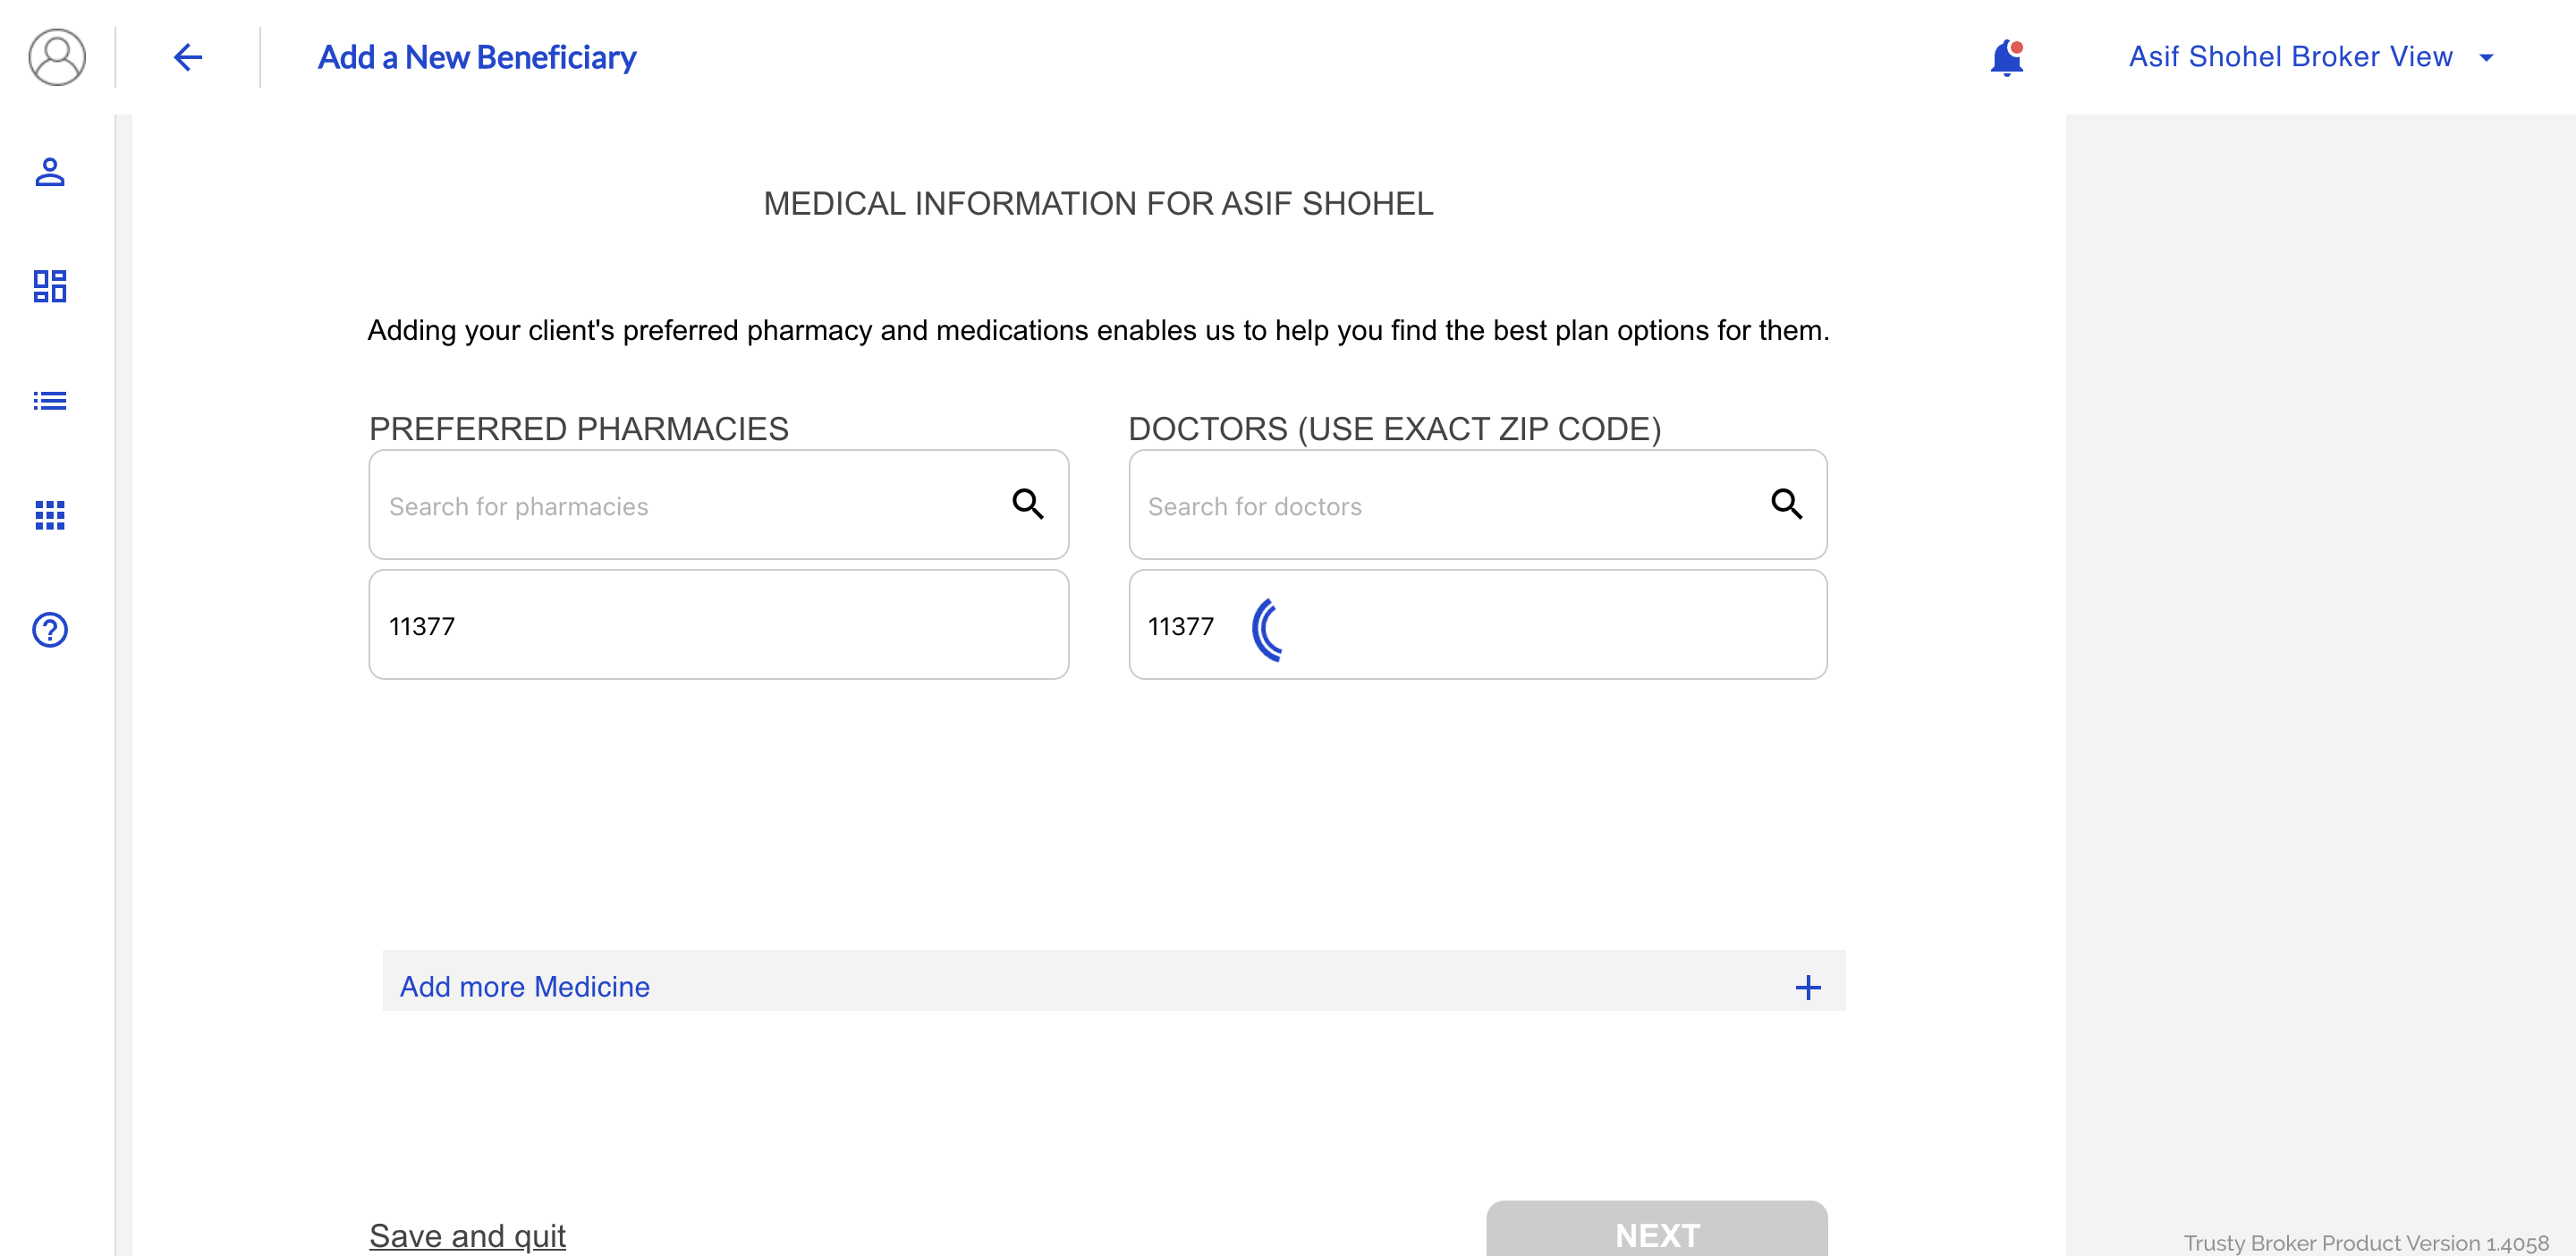 Add a New Beneficiary
Asif Shohel Broker View
MEDICAL INFORMATION FOR ASIF SHOHEL
Adding your client's preferred pharmacy and medications enables us to help you find the best plan options for them.
PREFERRED PHARMACIES
DOCTORS (USE EXACT ZIP CODE)
Search for pharmacies
Search for doctors
11377
11377
Add more Medicine
Save and quit
NEXT
Trusty Broker Product Version 1.4058